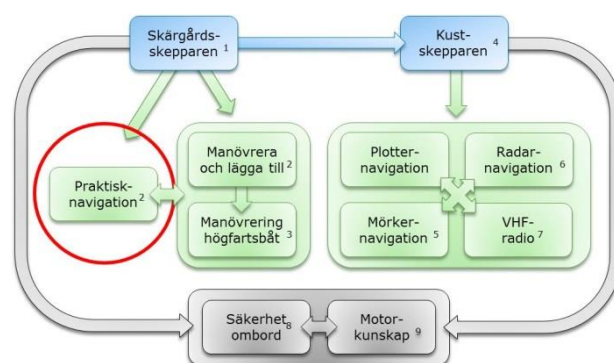 Skärgårds-
skepparen 1
Kust-
skepparen 4
Praktisk-
navigation 2
Manövrera
och lägga till 2
Manövrering
högfartsbåt 3
Plotter-
navigation
Radar-
navigation 6
Mörker-
navigation 5
VHF-
radio 7
Säkerhet
ombord 8
Motor-
kunskap 9